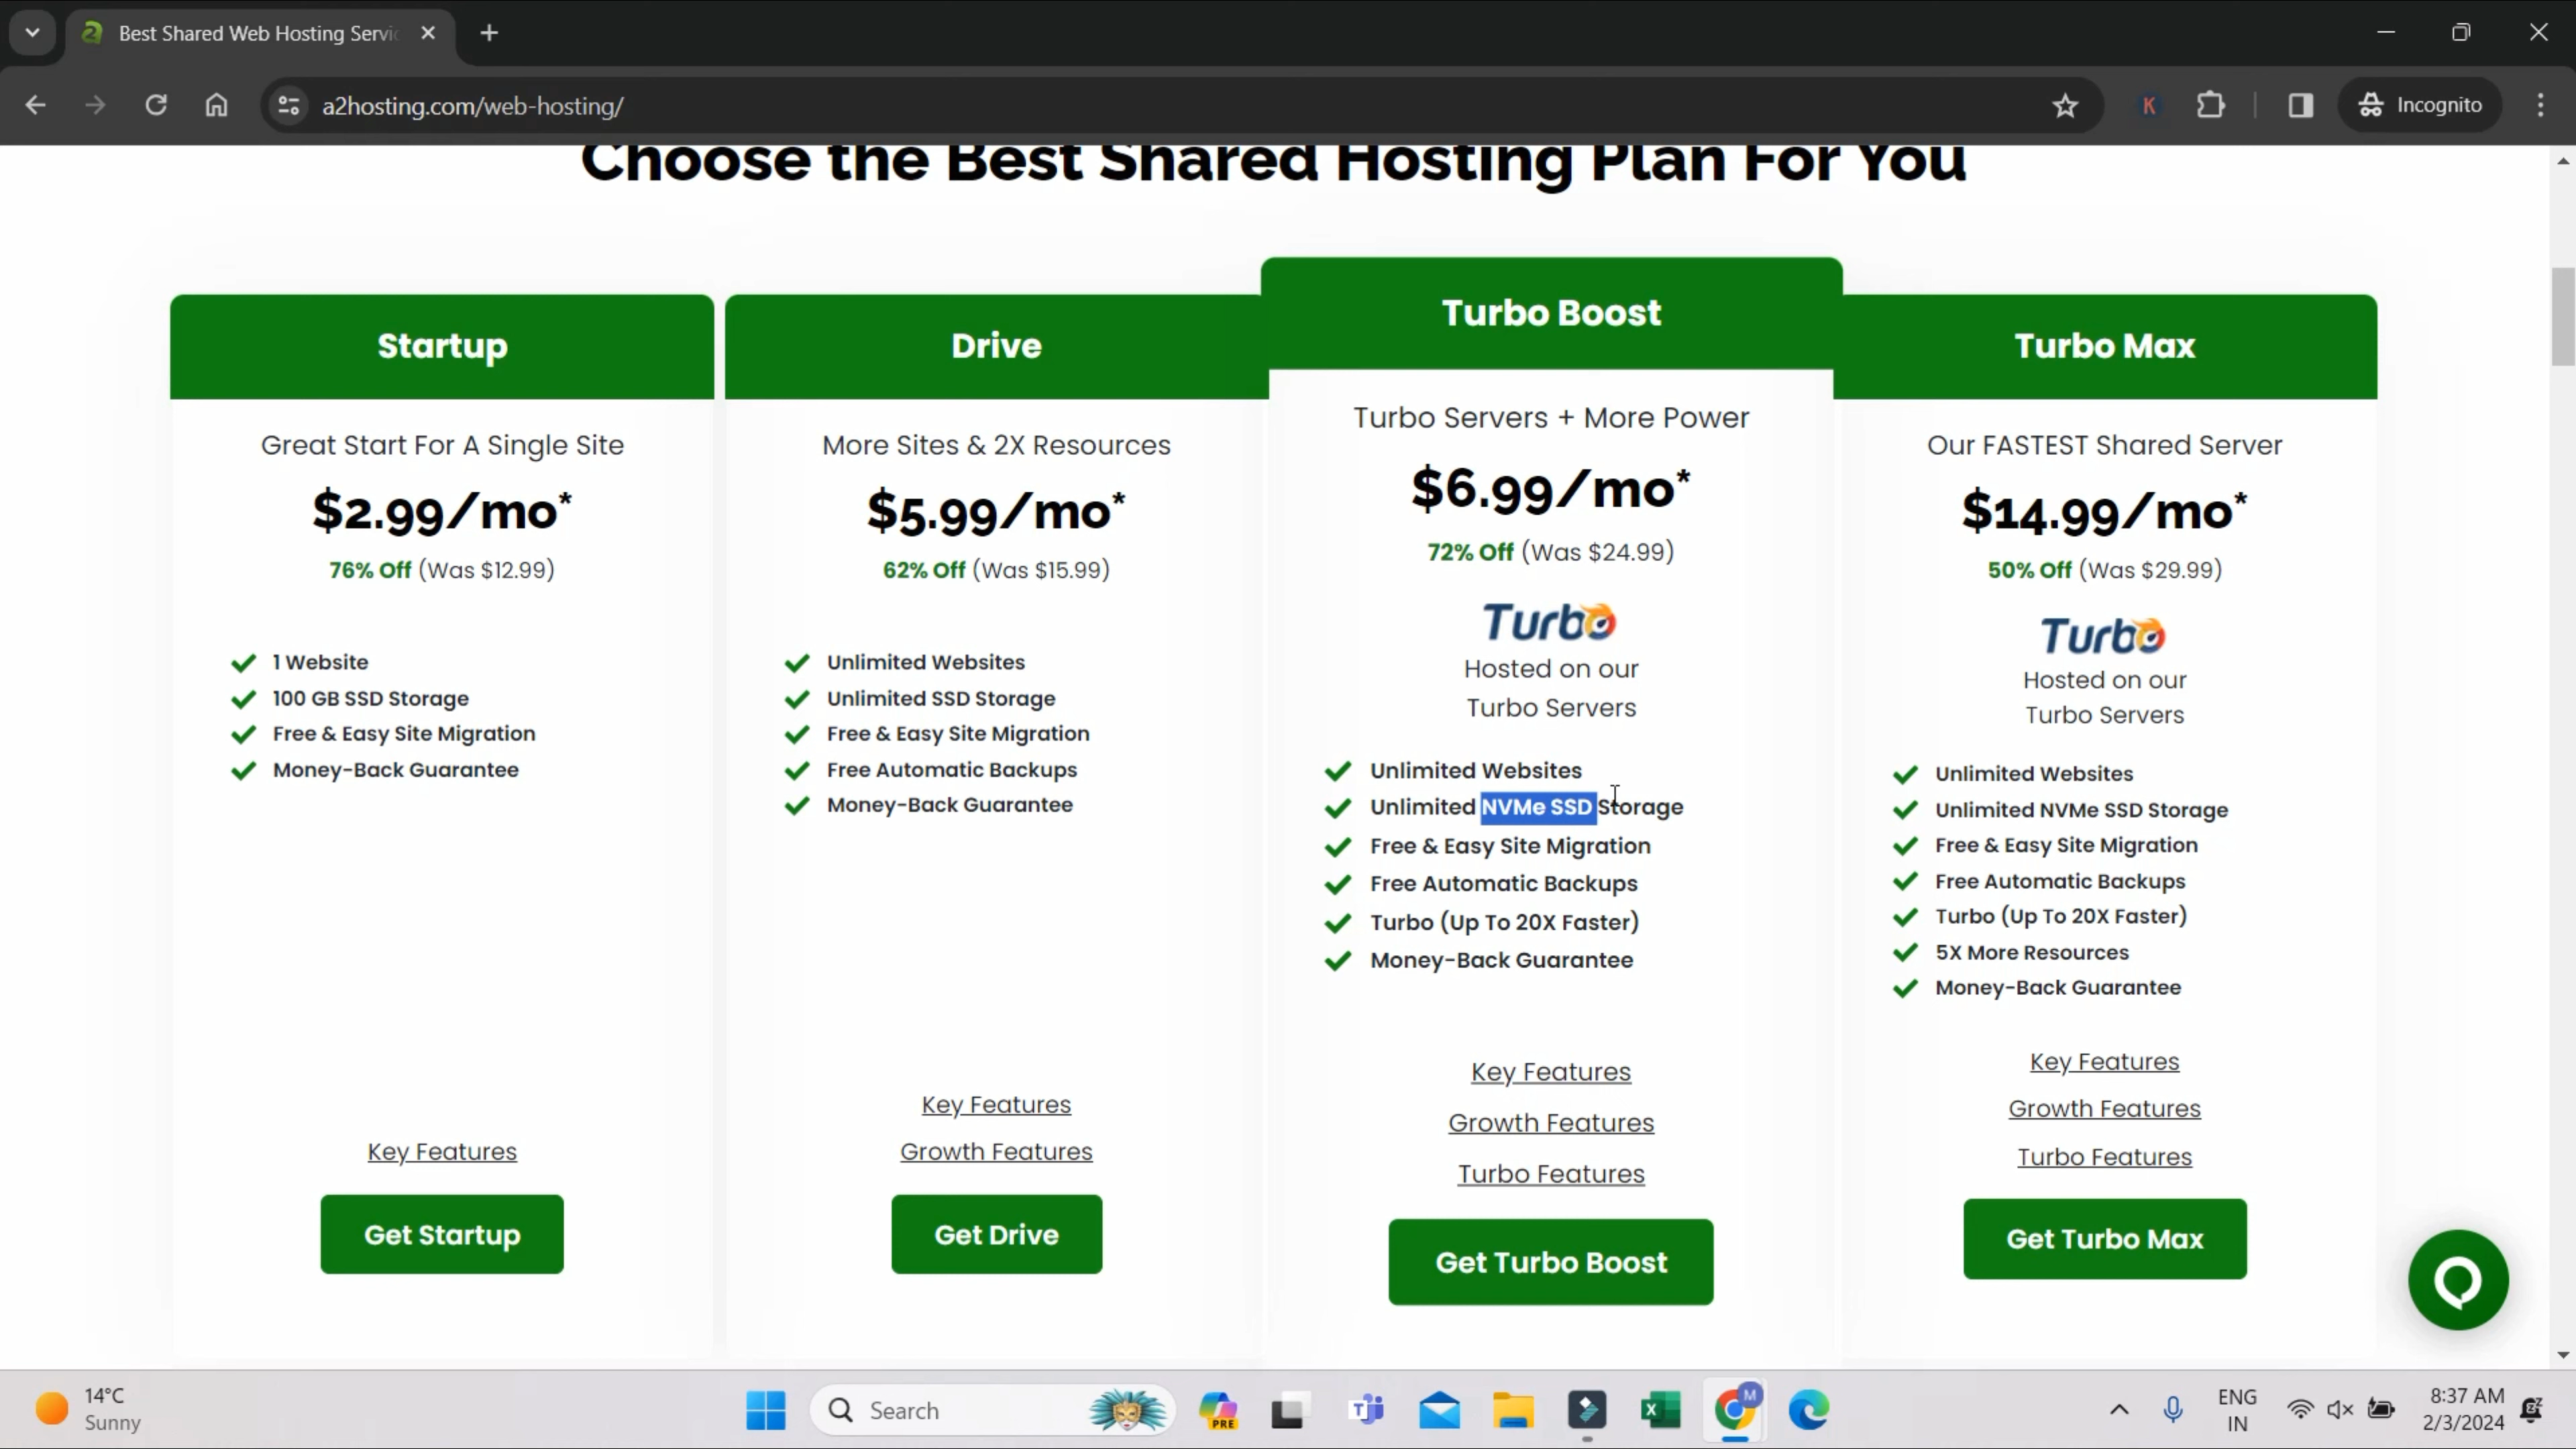 Best Shared Web Hosting Servic
a2hosting.com/web-hosting/
K
Incognito
Choose the Best Shared Hosting Plan For You
Startup
Great Start For A Single Site
$2.99/mo*
76% Off (Was $12.99)
1 Website
100 GB SSD Storage
Free & Easy Site Migration
Money-Back Guarantee
Key Features
Get Startup
Drive
More Sites & 2X Resources
$5.99/mo*
62% Off (Was $15.99)
Unlimited Websites
Unlimited SSD Storage
Free & Easy Site Migration
Free Automatic Backups
Money-Back Guarantee
Key Features
Growth Features
Get Drive
Turbo Boost
Turbo Servers + More Power
$6.99/mo*
72% Off (Was $24.99)
Turbo
Hosted on our
Turbo Servers
Unlimited Websites
Unlimited NVMe SSD Storage
Free & Easy Site Migration
Free Automatic Backups
Turbo (Up To 20X Faster)
Money-Back Guarantee
Key Features
Growth Features
Turbo Features
Get Turbo Boost
Turbo Max
Our FASTEST Shared Server
$14.99/mo*
50% Off (Was $29.99)
Turbo
Hosted on our
Turbo Servers
Unlimited Websites
Unlimited NVMe SSD Storage
Free & Easy Site Migration
Free Automatic Backups
Turbo (Up To 20X Faster)
5X More Resources
Money-Back Guarantee
Key Features
Growth Features
Turbo Features
Get Turbo Max
14°C
Sunny
Search
PRE
M
ENG
IN
8:37 AM
2/3/2024